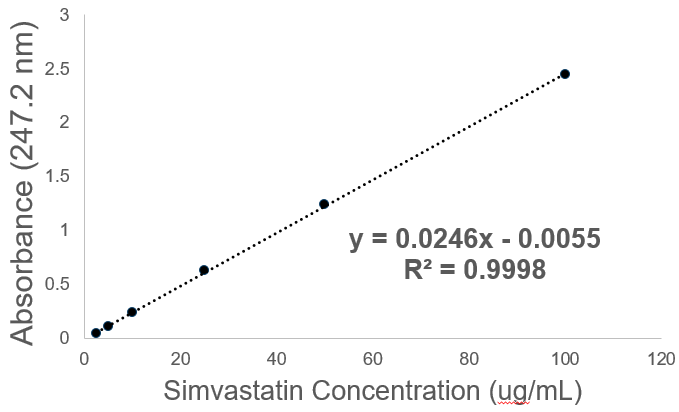 3
2.5
2
1.5
1
0.5
0
Absorbance (247.2 nm)
y = 0.0246x - 0.0055
R² = 0.9998
0 20 40 60 80 100 120
Simvastatin Concentration (ug/mL)